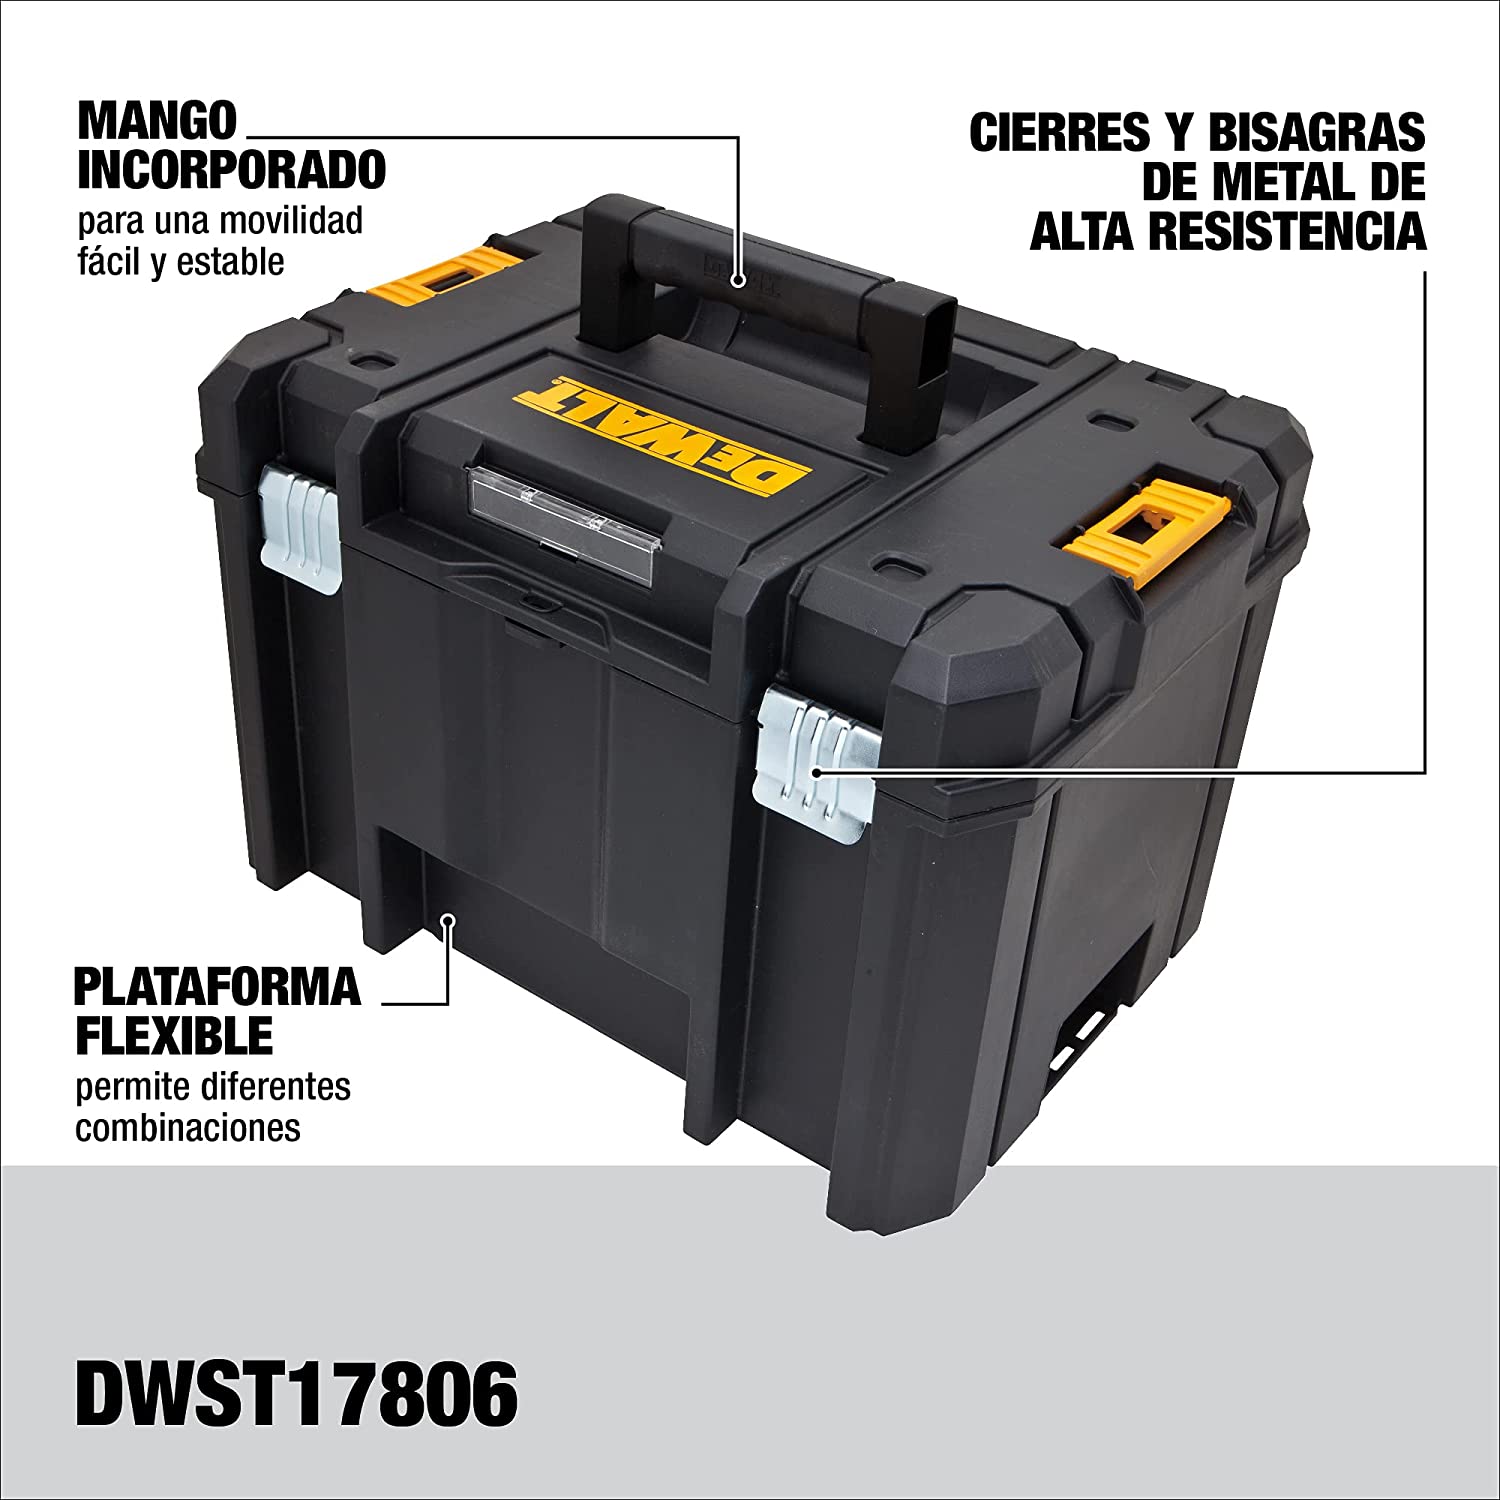 MANGO
INCORPORADO
para una movilidad
fácil y estable
CIERRES Y BISAGRAS
DE METAL DE
ALTA RESISTENCIA
DEWALT®
PLATAFORMA
FLEXIBLE
permite diferentes
combinaciones
DWST17806